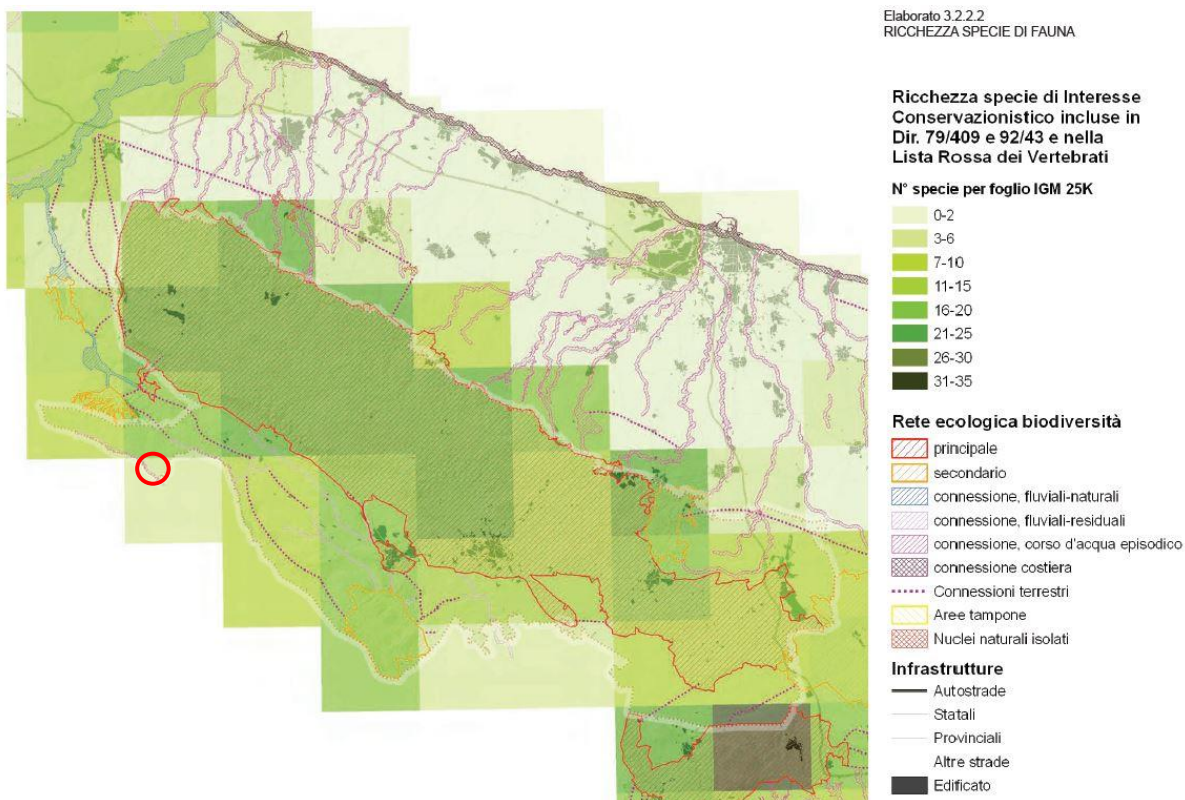 Elaborato 3.2.2.2
RICCHEZZA SPECIE DI FAUNA
Ricchezza specie di Interesse
Conservazionistico incluse in
Dir. 79/409 e 92/43 e nella
Lista Rossa dei Vertebrati
N° specie per foglio IGM 25K
0-2
3-6
7-10
11-15
16-20
21-25
26-30
31-35
Rete ecologica biodiversità
principale
secondario
connessione, fluviali-naturali
connessione, fluviali-residuali
connessione, corso d'acqua episodico
connessione costiera
Connessioni terrestri
Aree tampone
Nuclei naturali isolati
Infrastrutture
Autostrade
Statali
Provinciali
Altre strade
Edificato